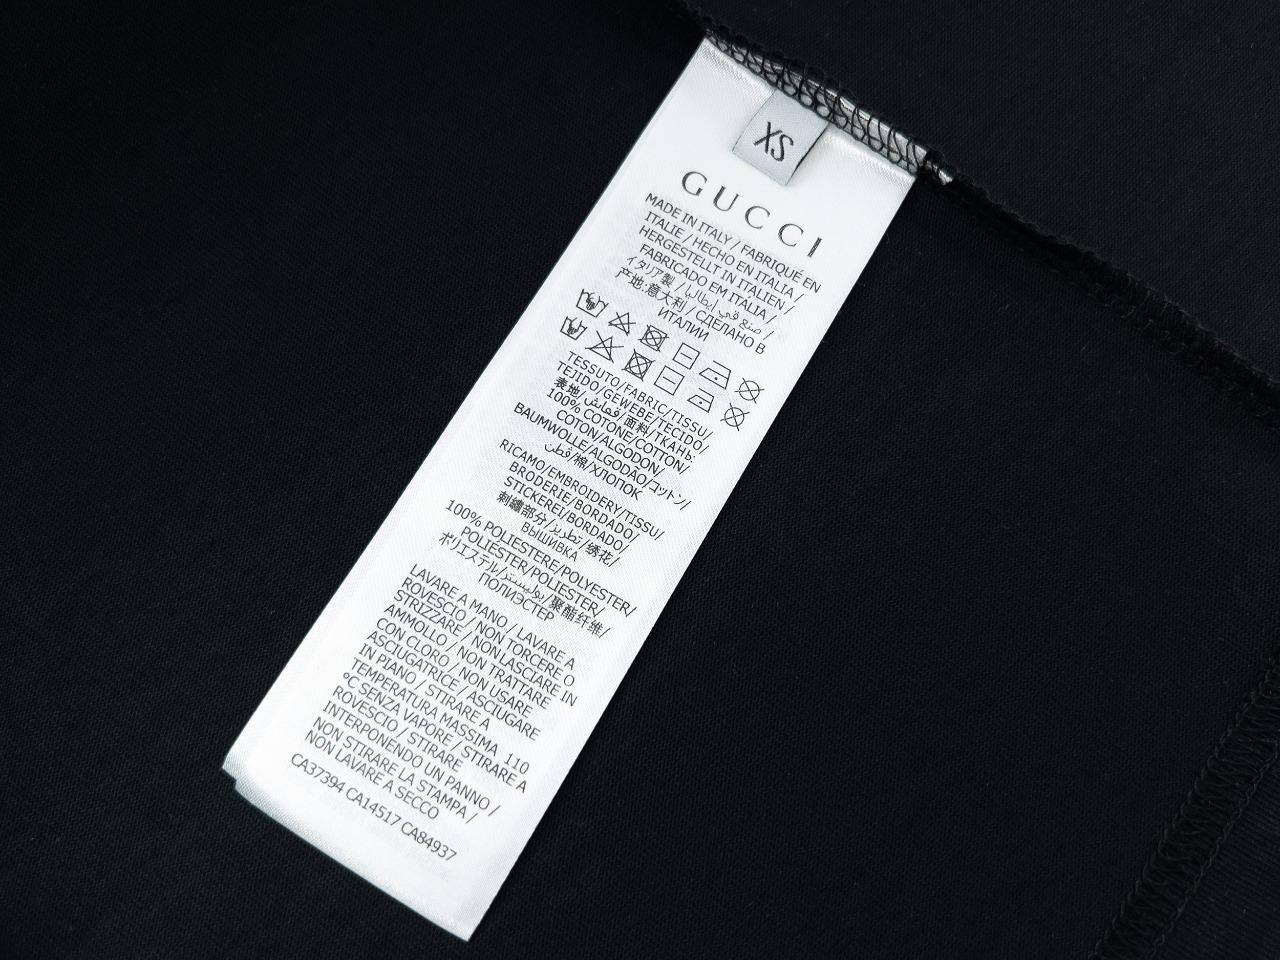 XS
GUCCI
MADE IN ITALY / FABRIQUÉ EN
ITALIE / HECHO EN ITALIA /
HERGESTELLT IN ITALIEN /
FABRICADO EM ITÁLIA /
イタリア製 / صنع في إيطاليا /
产地:意大利 / СДЕЛАНО В
ИТАЛИИ
TESSUTO/FABRIC/TISSU/
TEJIDO/GEWEBE/TECIDO/
表地/قماش/面料/ТКАНЬ:
100% COTONE/COTTON/
COTON/ALGODON/
BAUMWOLLE/ALGODÃO/コットン/
قطن/棉/ХЛОПОК
RICAMO/EMBROIDERY/TISSU/
BRODERIE/BORDADO/
STICKEREI/BORDADO/
刺繍部分/تطريز/绣花/
ВЫШИВКА
100% POLIESTERE/POLYESTER/
POLIÉSTER/POLIESTER/
ポリエステル/بوليستر/聚酯纤维/
ПОЛИЭСТЕР
LAVARE A MANO / LAVARE A
ROVESCIO / NON TORCERE O
STRIZZARE / NON LASCIARE IN
AMMOLLO / NON TRATTARE
CON CLORO / NON USARE
ASCIUGATRICE / ASCIUGARE
IN PIANO / STIRARE A
TEMPERATURA MASSIMA 110
°C SENZA VAPORE / STIRARE A
ROVESCIO / STIRARE
INTERPONENDO UN PANNO /
NON STIRARE LA STAMPA /
NON LAVARE A SECCO
CA37394 CA14517 CA84937